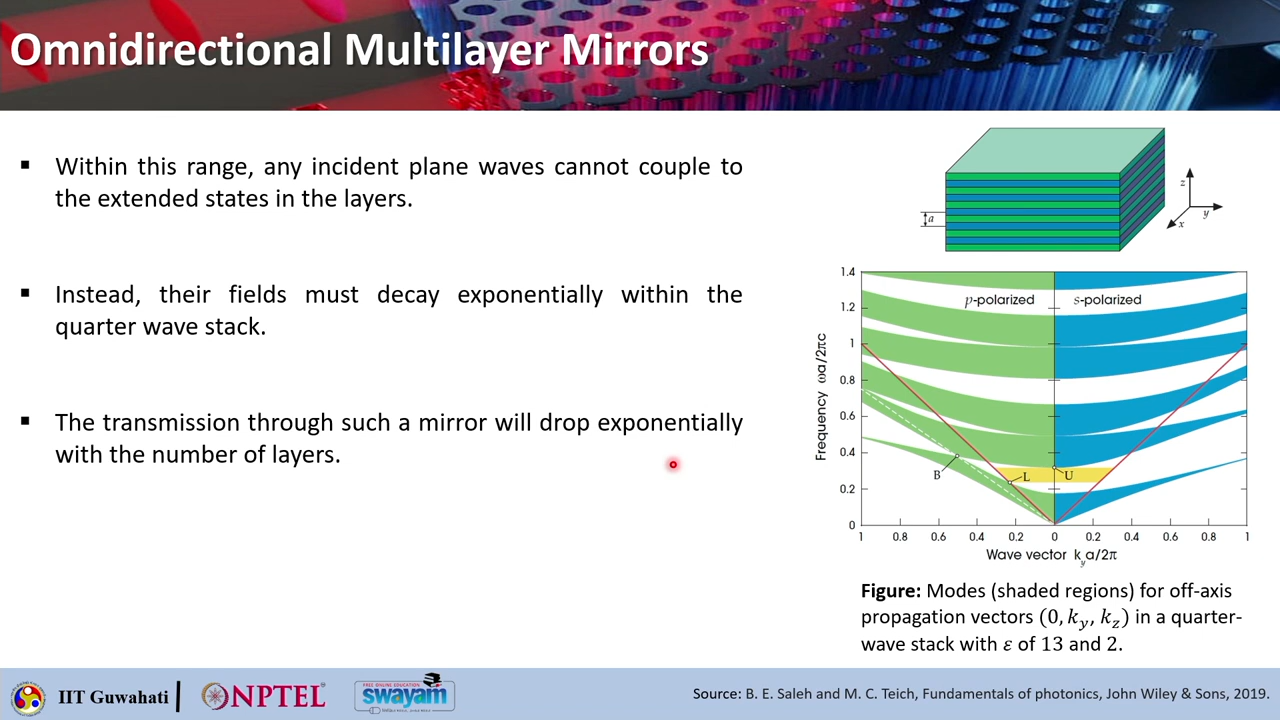 Omnidirectional Multilayer Mirrors
▪ Within this range, any incident plane waves cannot couple to
the extended states in the layers.
▪ Instead, their fields must decay exponentially within the
quarter wave stack.
▪ The transmission through such a mirror will drop exponentially
with the number of layers.
a
z
y
x
p-polarized s-polarized
Frequency ωa/2πc
1.4
1.2
1
0.8
0.6
0.4
0.2
0
B
L
U
1 0.8 0.6 0.4 0.2 0 0.2 0.4 0.6 0.8 1
Wave vector k_y a/2π
Figure: Modes (shaded regions) for off-axis
propagation vectors (0, k_y, k_z) in a quarter-
wave stack with ε of 13 and 2.
IIT Guwahati
NPTEL
FREE ONLINE EDUCATION
swayam
Source: B. E. Saleh and M. C. Teich, Fundamentals of photonics, John Wiley & Sons, 2019.